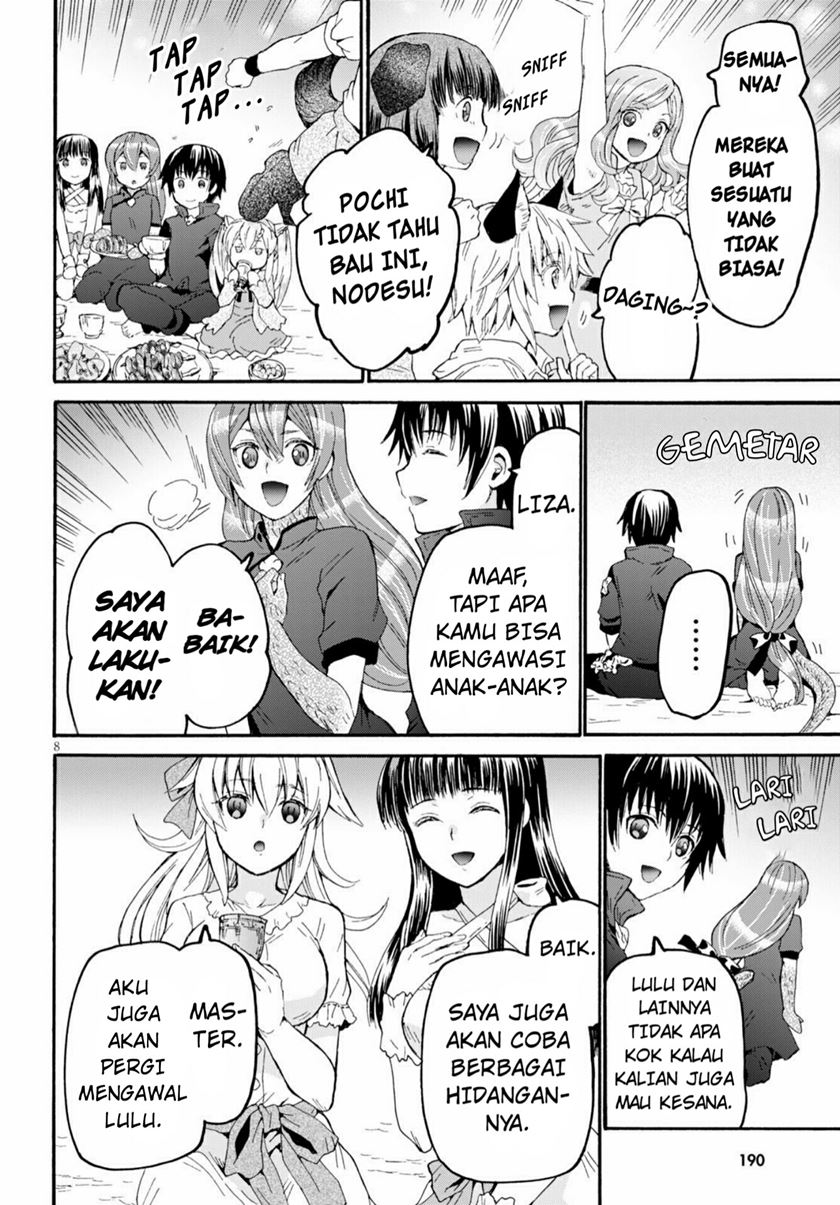 SEMUA-
NYA!
MEREKA
BUAT
SESUATU
YANG
TIDAK
BIASA!
SNIFF
SNIFF
DAGING~?
POCHI
TIDAK TAHU
BAU INI,
NODESU!
TAP
TAP
TAP...
GEMETAR
......
LIZA.
MAAF,
TAPI APA
KAMU BISA
MENGAWASI
ANAK-ANAK?
BA-
BAIK!
SAYA
AKAN
LAKU-
KAN!
8
LARI
LARI
LULU DAN
LAINNYA
TIDAK APA
KOK KALAU
KALIAN JUGA
MAU KESANA.
BAIK.
SAYA JUGA
AKAN COBA
BERBAGAI
HIDANGAN-
NYA.
MAS-
TER.
AKU
JUGA
AKAN
PERGI
MENGAWAL
LULU.
190